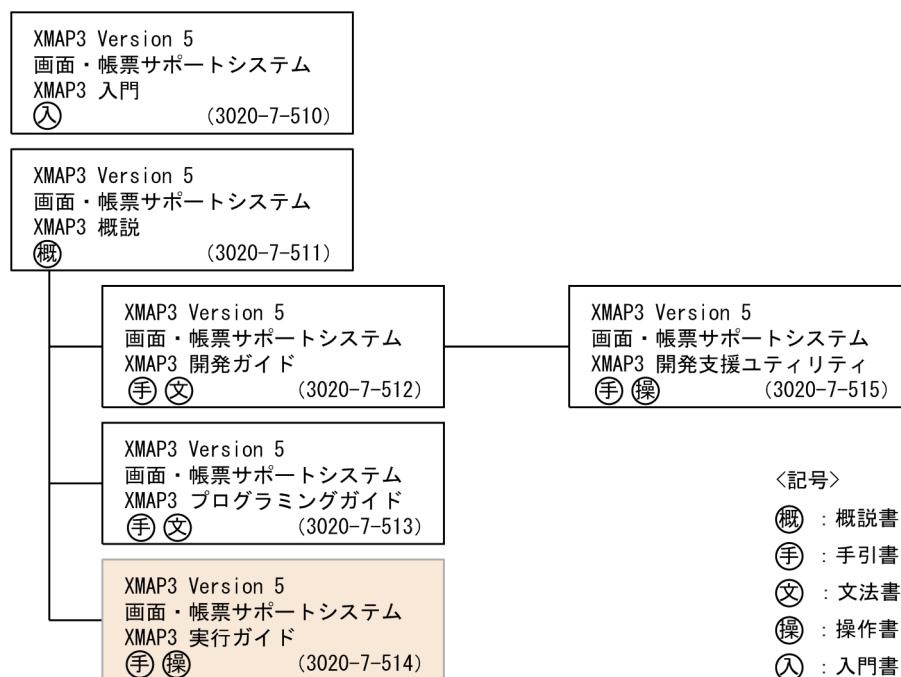 XMAP3 Version 5
画面・帳票サポートシステム
XMAP3 入門
入 (3020-7-510)
XMAP3 Version 5
画面・帳票サポートシステム
XMAP3 概説
概 (3020-7-511)
XMAP3 Version 5
画面・帳票サポートシステム
XMAP3 開発ガイド
手 文 (3020-7-512)
XMAP3 Version 5
画面・帳票サポートシステム
XMAP3 開発支援ユティリティ
手 操 (3020-7-515)
XMAP3 Version 5
画面・帳票サポートシステム
XMAP3 プログラミングガイド
手 文 (3020-7-513)
XMAP3 Version 5
画面・帳票サポートシステム
XMAP3 実行ガイド
手 操 (3020-7-514)
〈記号〉
概 : 概説書
手 : 手引書
文 : 文法書
操 : 操作書
入 : 入門書